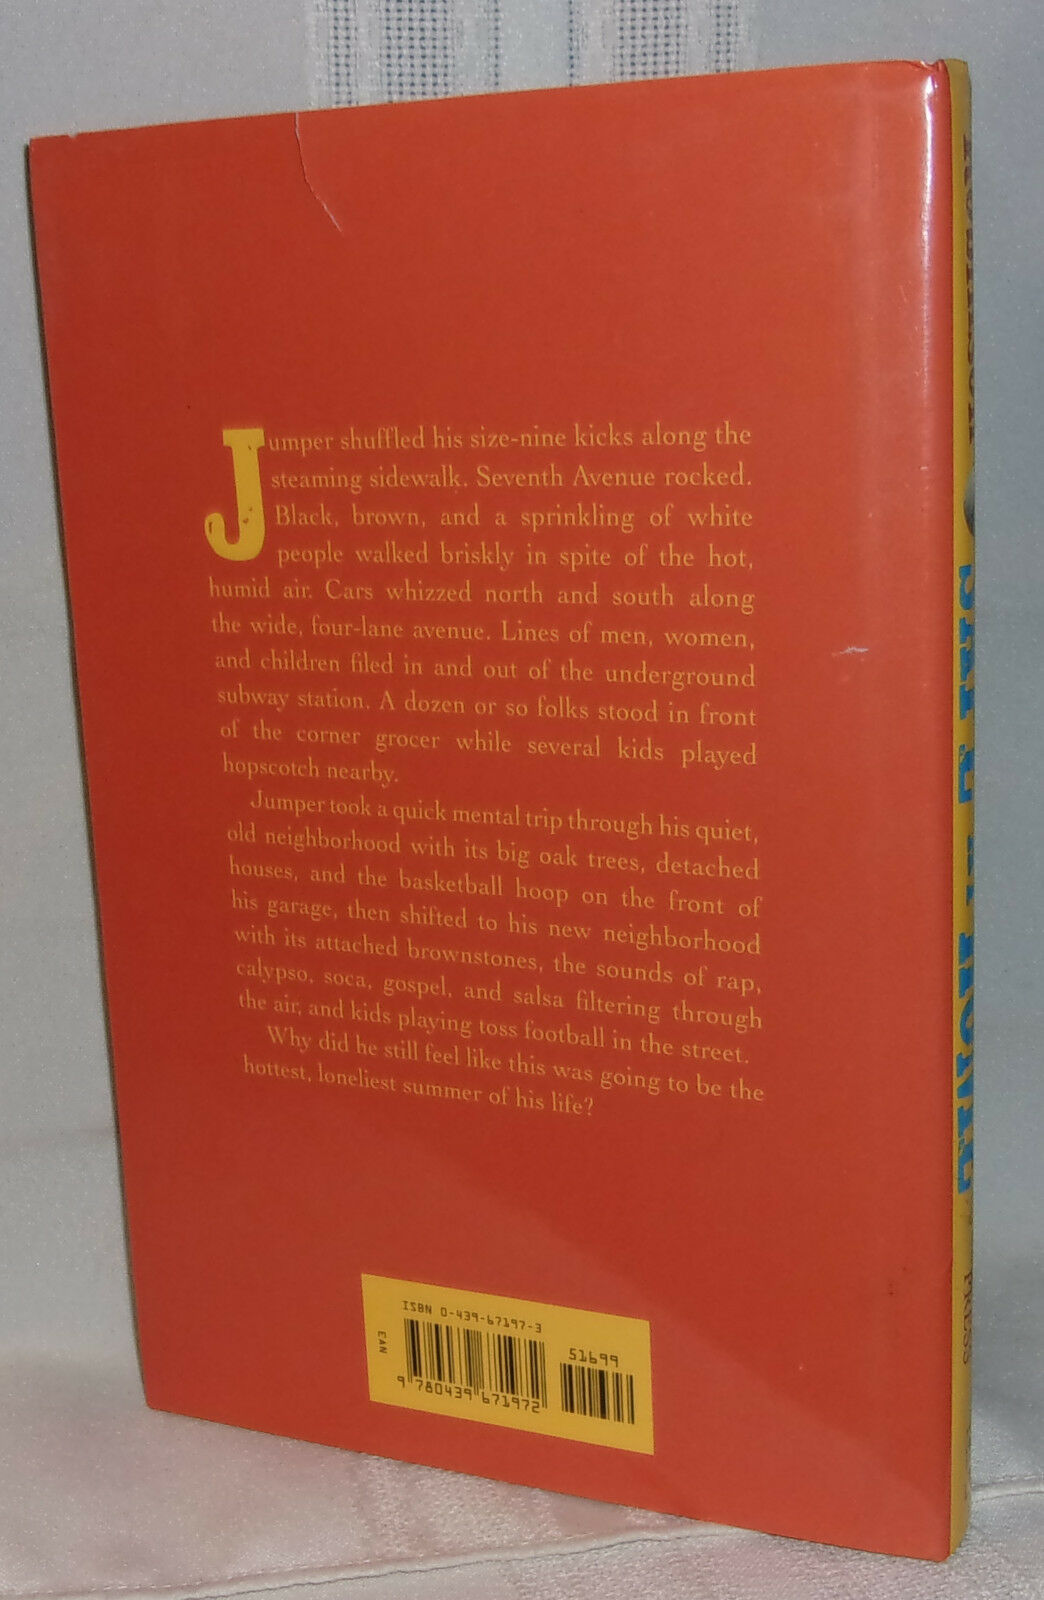 Jumper shuffled his size-nine kicks along the
steaming sidewalk. Seventh Avenue rocked.
Black, brown, and a sprinkling of white
people walked briskly in spite of the hot,
humid air. Cars whizzed north and south along
the wide, four-lane avenue. Lines of men, women,
and children filed in and out of the underground
subway station. A dozen or so folks stood in front
of the corner grocer while several kids played
hopscotch nearby.
Jumper took a quick mental trip through his quiet,
old neighborhood with its big oak trees, detached
houses, and the basketball hoop on the front of
his garage, then shifted to his new neighborhood
with its attached brownstones, the sounds of rap,
calypso, soca, gospel, and salsa filtering through
the air, and kids playing toss football in the street.
Why did he still feel like this was going to be the
hottest, loneliest summer of his life?
ISBN 0-439-67197-3
EAN
51699
9 780439 671972
PRESS